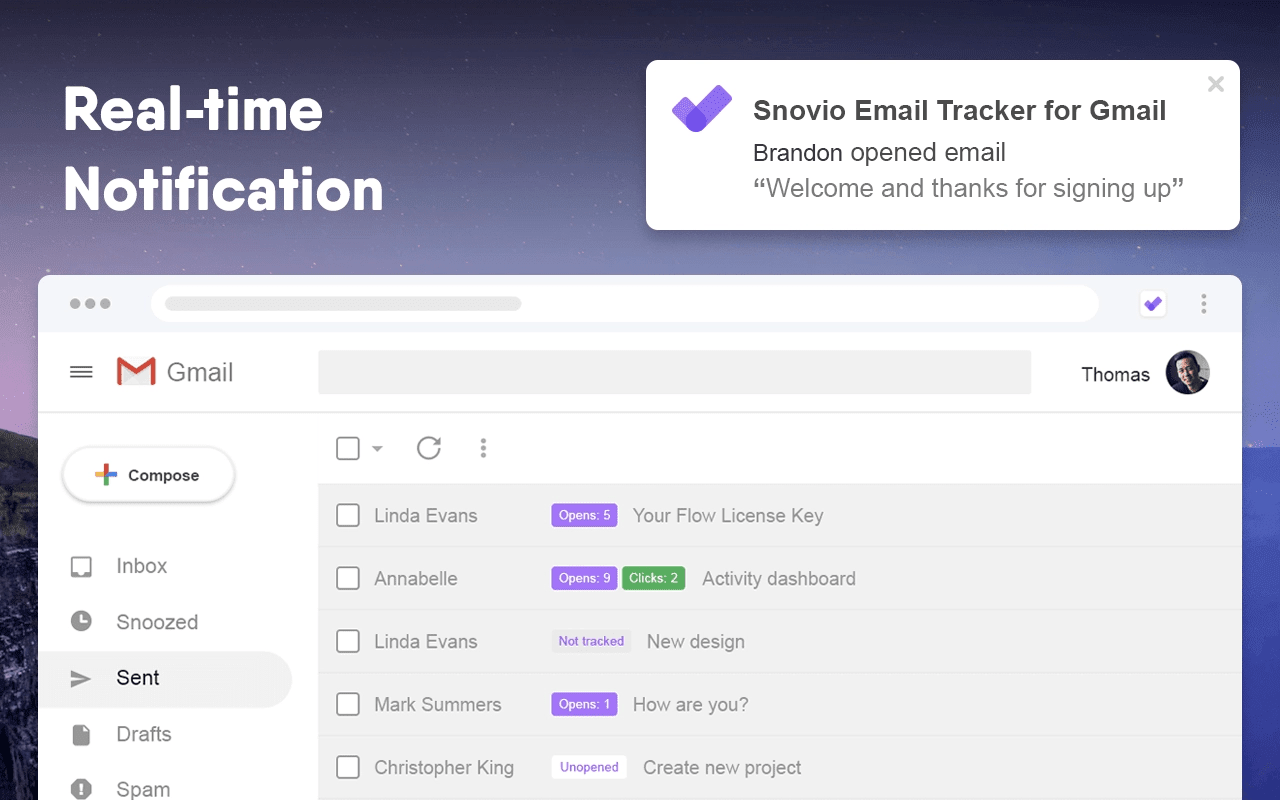 Real-time
Notification
Snovio Email Tracker for Gmail
Brandon opened email
“Welcome and thanks for signing up”
Gmail
Thomas
Compose
Inbox
Snoozed
Sent
Drafts
Spam
Linda Evans Opens: 5 Your Flow License Key
Annabelle Opens: 9 Clicks: 2 Activity dashboard
Linda Evans Not tracked New design
Mark Summers Opens: 1 How are you?
Christopher King Unopened Create new project